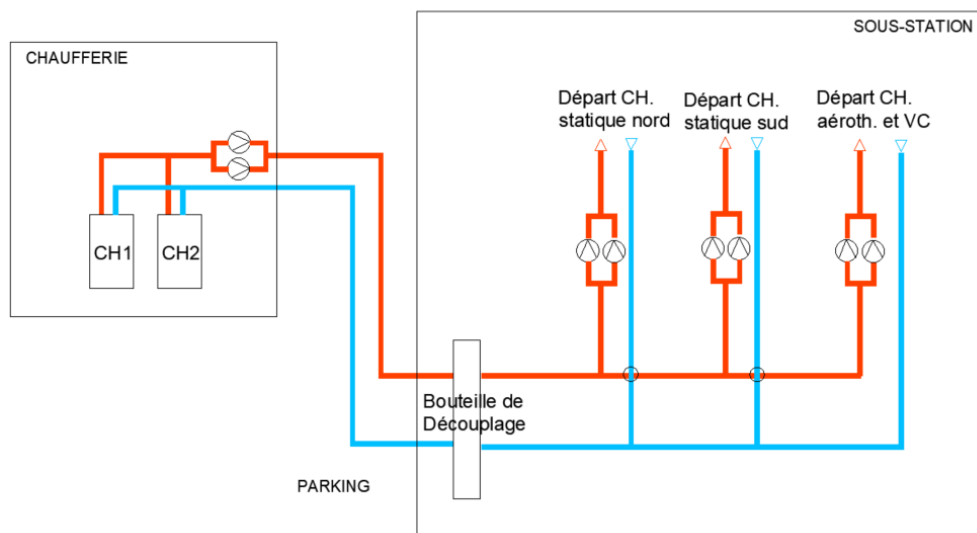 SOUS-STATION
CHAUFFERIE
Départ CH.
statique nord
Départ CH.
statique sud
Départ CH.
aéroth. et VC
CH1
CH2
Bouteille de
Découplage
PARKING